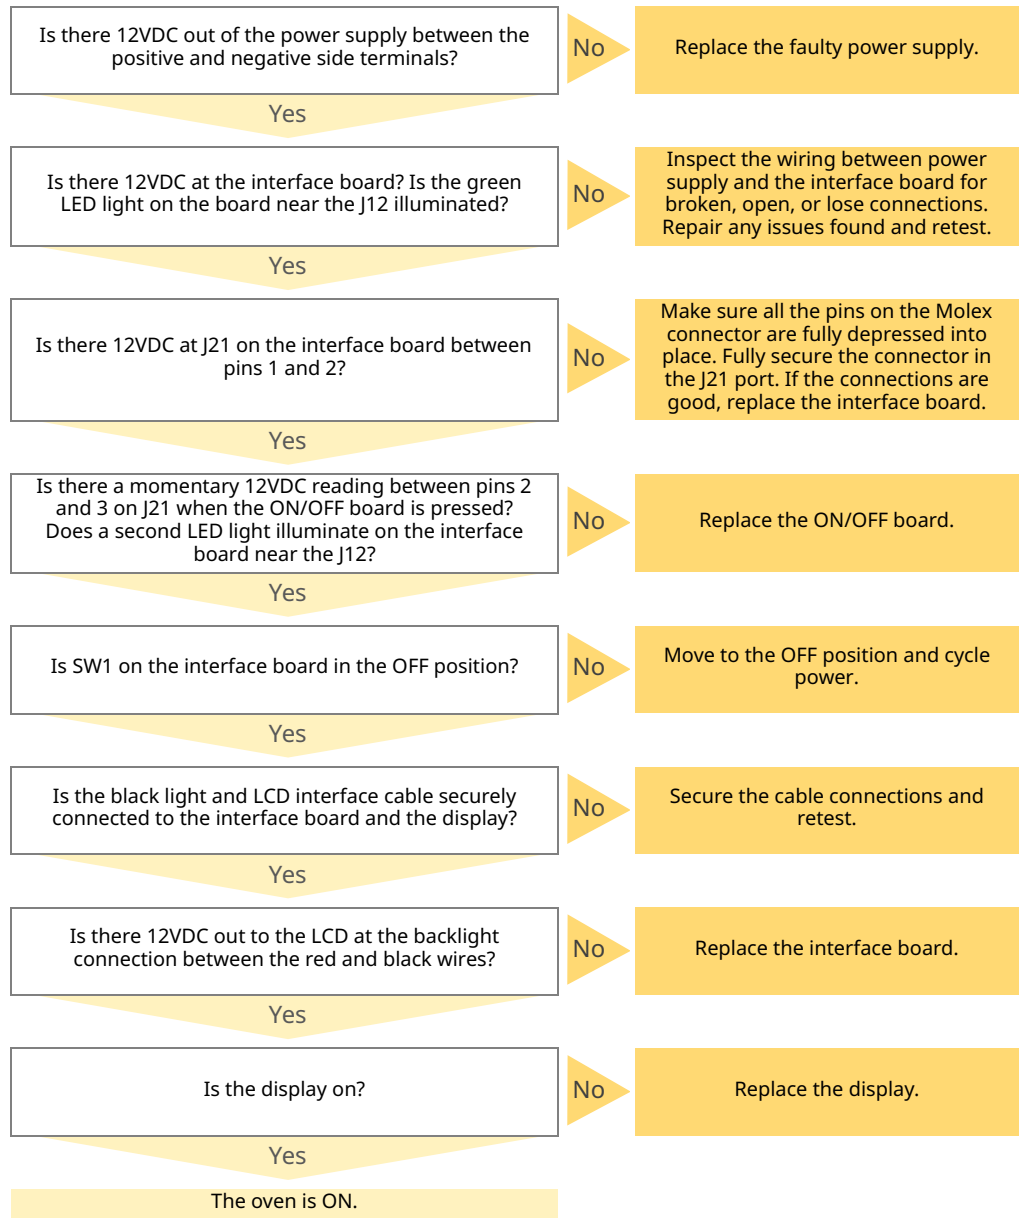 Is there 12VDC out of the power supply between the
positive and negative side terminals?
No
Replace the faulty power supply.
Yes
Is there 12VDC at the interface board? Is the green
LED light on the board near the J12 illuminated?
No
Inspect the wiring between power
supply and the interface board for
broken, open, or lose connections.
Repair any issues found and retest.
Yes
Is there 12VDC at J21 on the interface board between
pins 1 and 2?
No
Make sure all the pins on the Molex
connector are fully depressed into
place. Fully secure the connector in
the J21 port. If the connections are
good, replace the interface board.
Yes
Is there a momentary 12VDC reading between pins 2
and 3 on J21 when the ON/OFF board is pressed?
Does a second LED light illuminate on the interface
board near the J12?
No
Replace the ON/OFF board.
Yes
Is SW1 on the interface board in the OFF position?
No
Move to the OFF position and cycle
power.
Yes
Is the black light and LCD interface cable securely
connected to the interface board and the display?
No
Secure the cable connections and
retest.
Yes
Is there 12VDC out to the LCD at the backlight
connection between the red and black wires?
No
Replace the interface board.
Yes
Is the display on?
No
Replace the display.
Yes
The oven is ON.